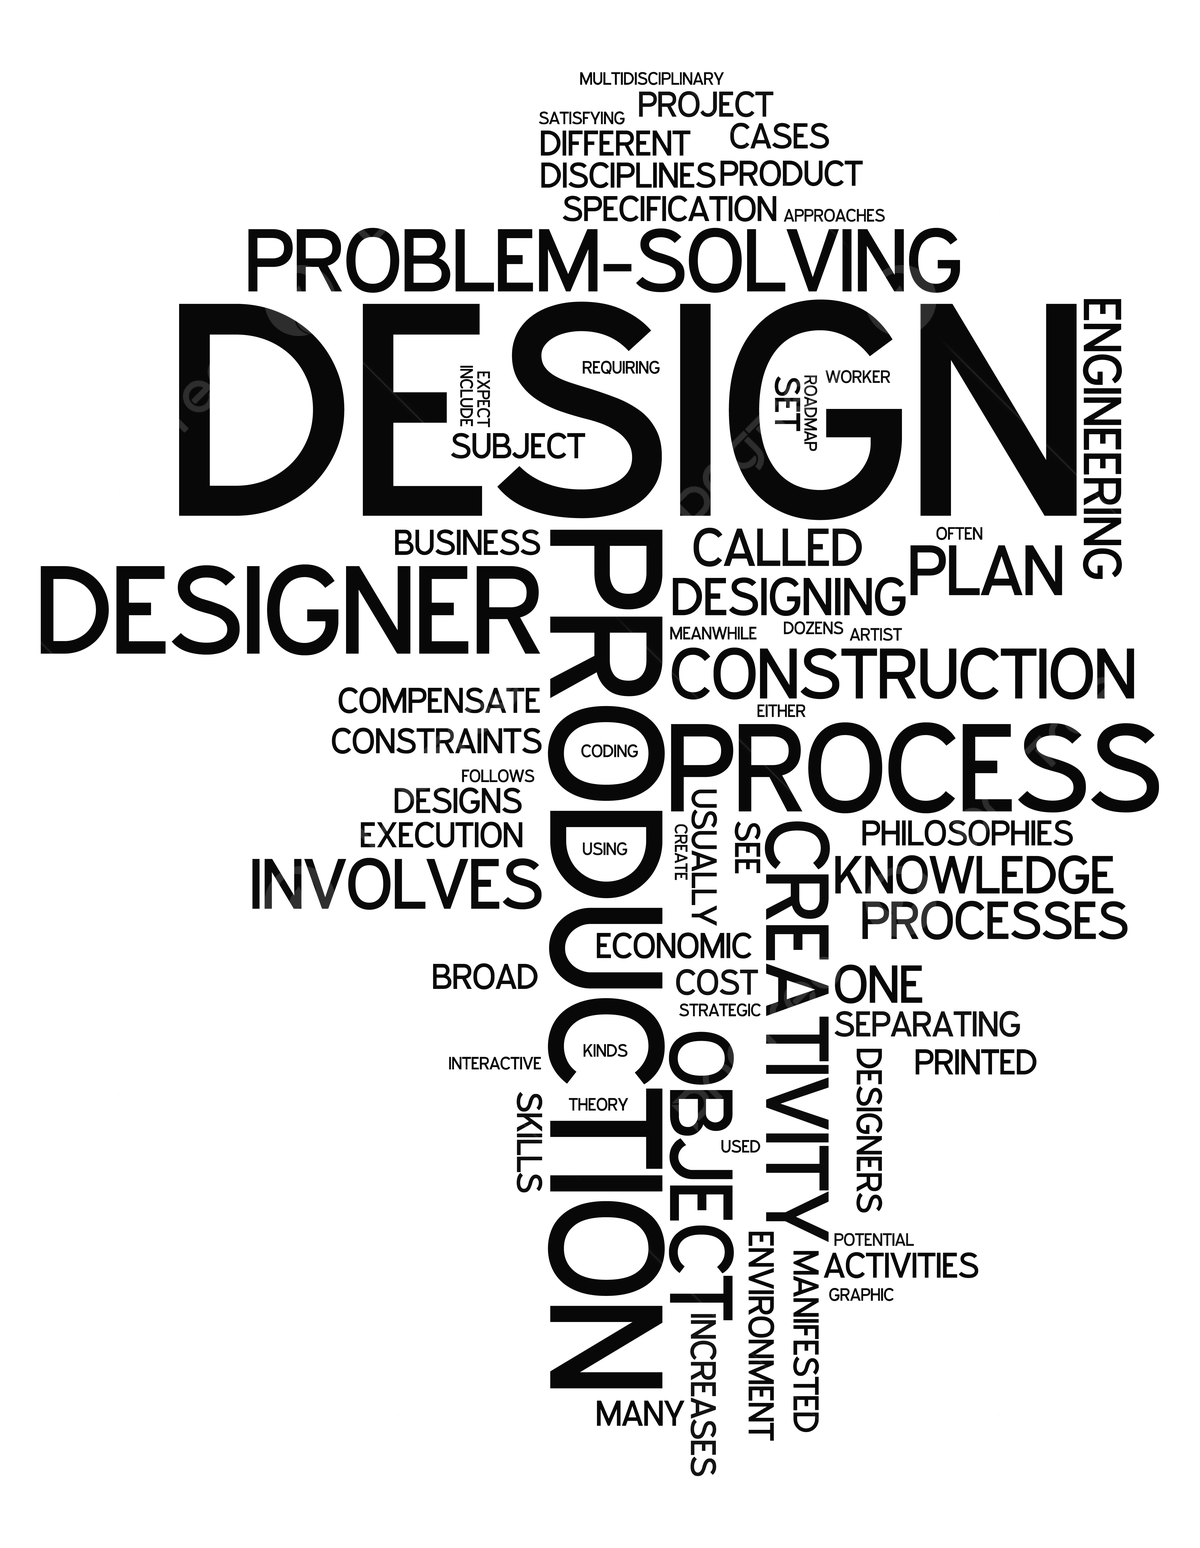 MULTIDISCIPLINARY
PROJECT
SATISFYING
DIFFERENT
CASES
DISCIPLINES
PRODUCT
SPECIFICATION
APPROACHES
PROBLEM-SOLVING
DESIGN
ENGINEERING
REQUIRING
EXPECT
INCLUDE
SUBJECT
WORKER
ROADMAP
SET
BUSINESS
DESIGNER
PRODUCTION
CALLED
OFTEN
PLAN
DESIGNING
MEANWHILE
DOZENS
ARTIST
CONSTRUCTION
COMPENSATE
EITHER
CONSTRAINTS
CODING
PROCESS
FOLLOWS
DESIGNS
EXECUTION
INVOLVES
USING
USUALLY
CREATE
SEE
CREATIVITY
PHILOSOPHIES
KNOWLEDGE
PROCESSES
ECONOMIC
BROAD
COST
ONE
STRATEGIC
SEPARATING
INTERACTIVE
KINDS
OBJECT
PRINTED
DESIGNERS
SKILLS
THEORY
USED
POTENTIAL
ACTIVITIES
GRAPHIC
ENVIRONMENT
MANIFESTED
INCREASES
MANY